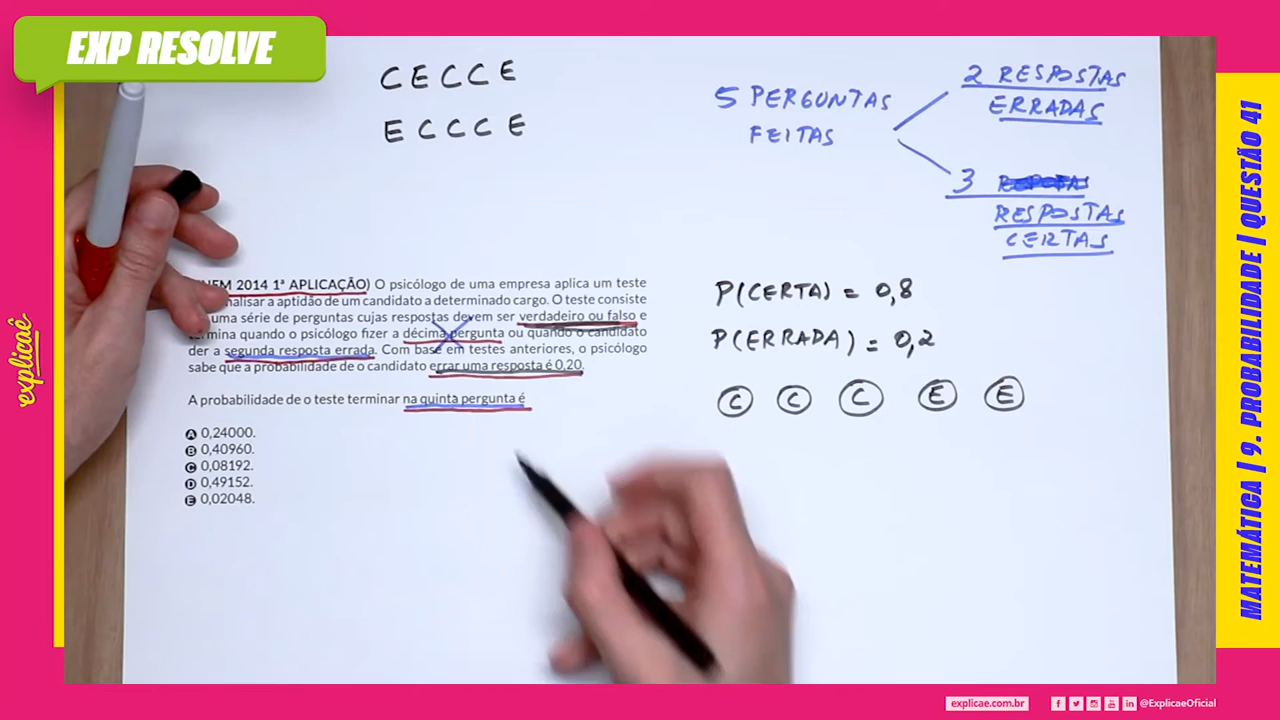 EXP RESOLVE
C E C C E
E C C C E
5 PERGUNTAS
FEITAS
2 RESPOSTAS
ERRADAS
3
RESPOSTAS
CERTAS
2014 1ª APLICAÇÃO) O psicólogo de uma empresa aplica um teste
analisar a aptidão de um candidato a determinado cargo. O teste consiste
uma série de perguntas cujas respostas devem ser verdadeiro ou falso e
termina quando o psicólogo fizer a décima pergunta ou quando o candidato
der a segunda resposta errada. Com base em testes anteriores, o psicólogo
sabe que a probabilidade de o candidato errar uma resposta é 0,20.
A probabilidade de o teste terminar na quinta pergunta é
A 0,24000.
B 0,40960.
C 0,08192.
D 0,49152.
E 0,02048.
P(CERTA) = 0,8
P(ERRADA) = 0,2
C C C E E
MATEMÁTICA | 9. PROBABILIDADE | QUESTÃO 41
explicaê
explicae.com.br
@ExplicaeOficial